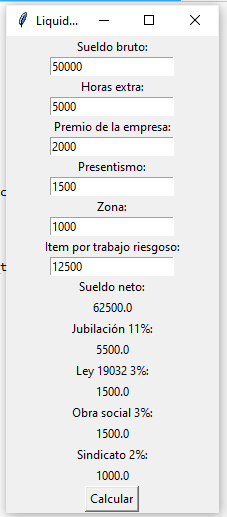 Liquid...
Sueldo bruto:
50000
Horas extra:
5000
Premio de la empresa:
2000
Presentismo:
1500
Zona:
1000
Item por trabajo riesgoso:
12500
Sueldo neto:
62500.0
Jubilación 11%:
5500.0
Ley 19032 3%:
1500.0
Obra social 3%:
1500.0
Sindicato 2%:
1000.0
Calcular